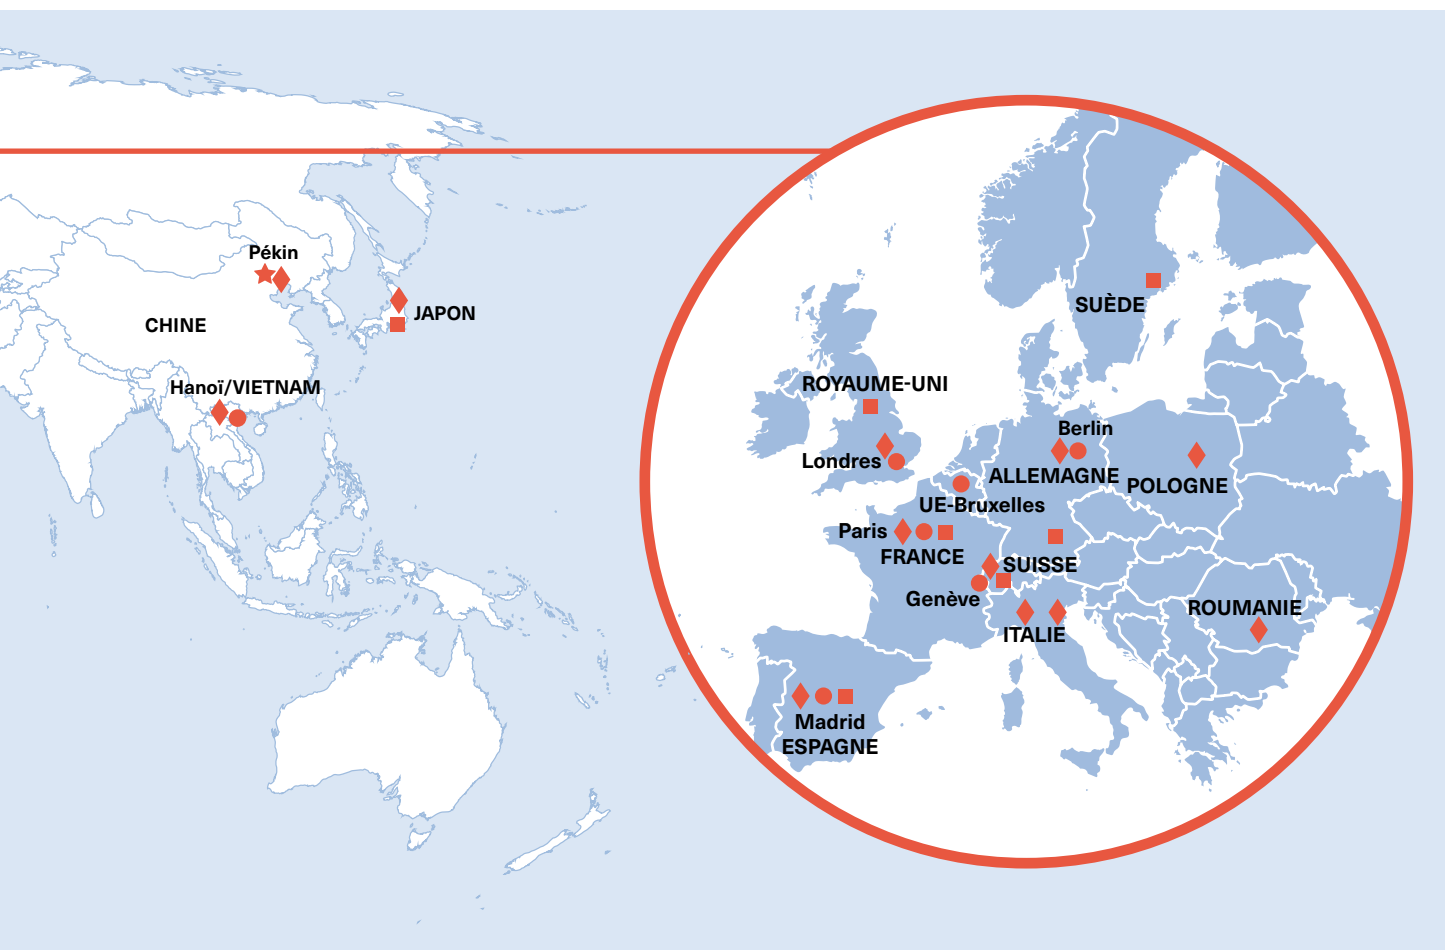 Pékin
JAPON
CHINE
Hanoï/VIETNAM
SUÈDE
ROYAUME-UNI
Berlin
Londres
ALLEMAGNE
POLOGNE
UE-Bruxelles
Paris
FRANCE
SUISSE
Genève
ROUMANIE
ITALIE
Madrid
ESPAGNE